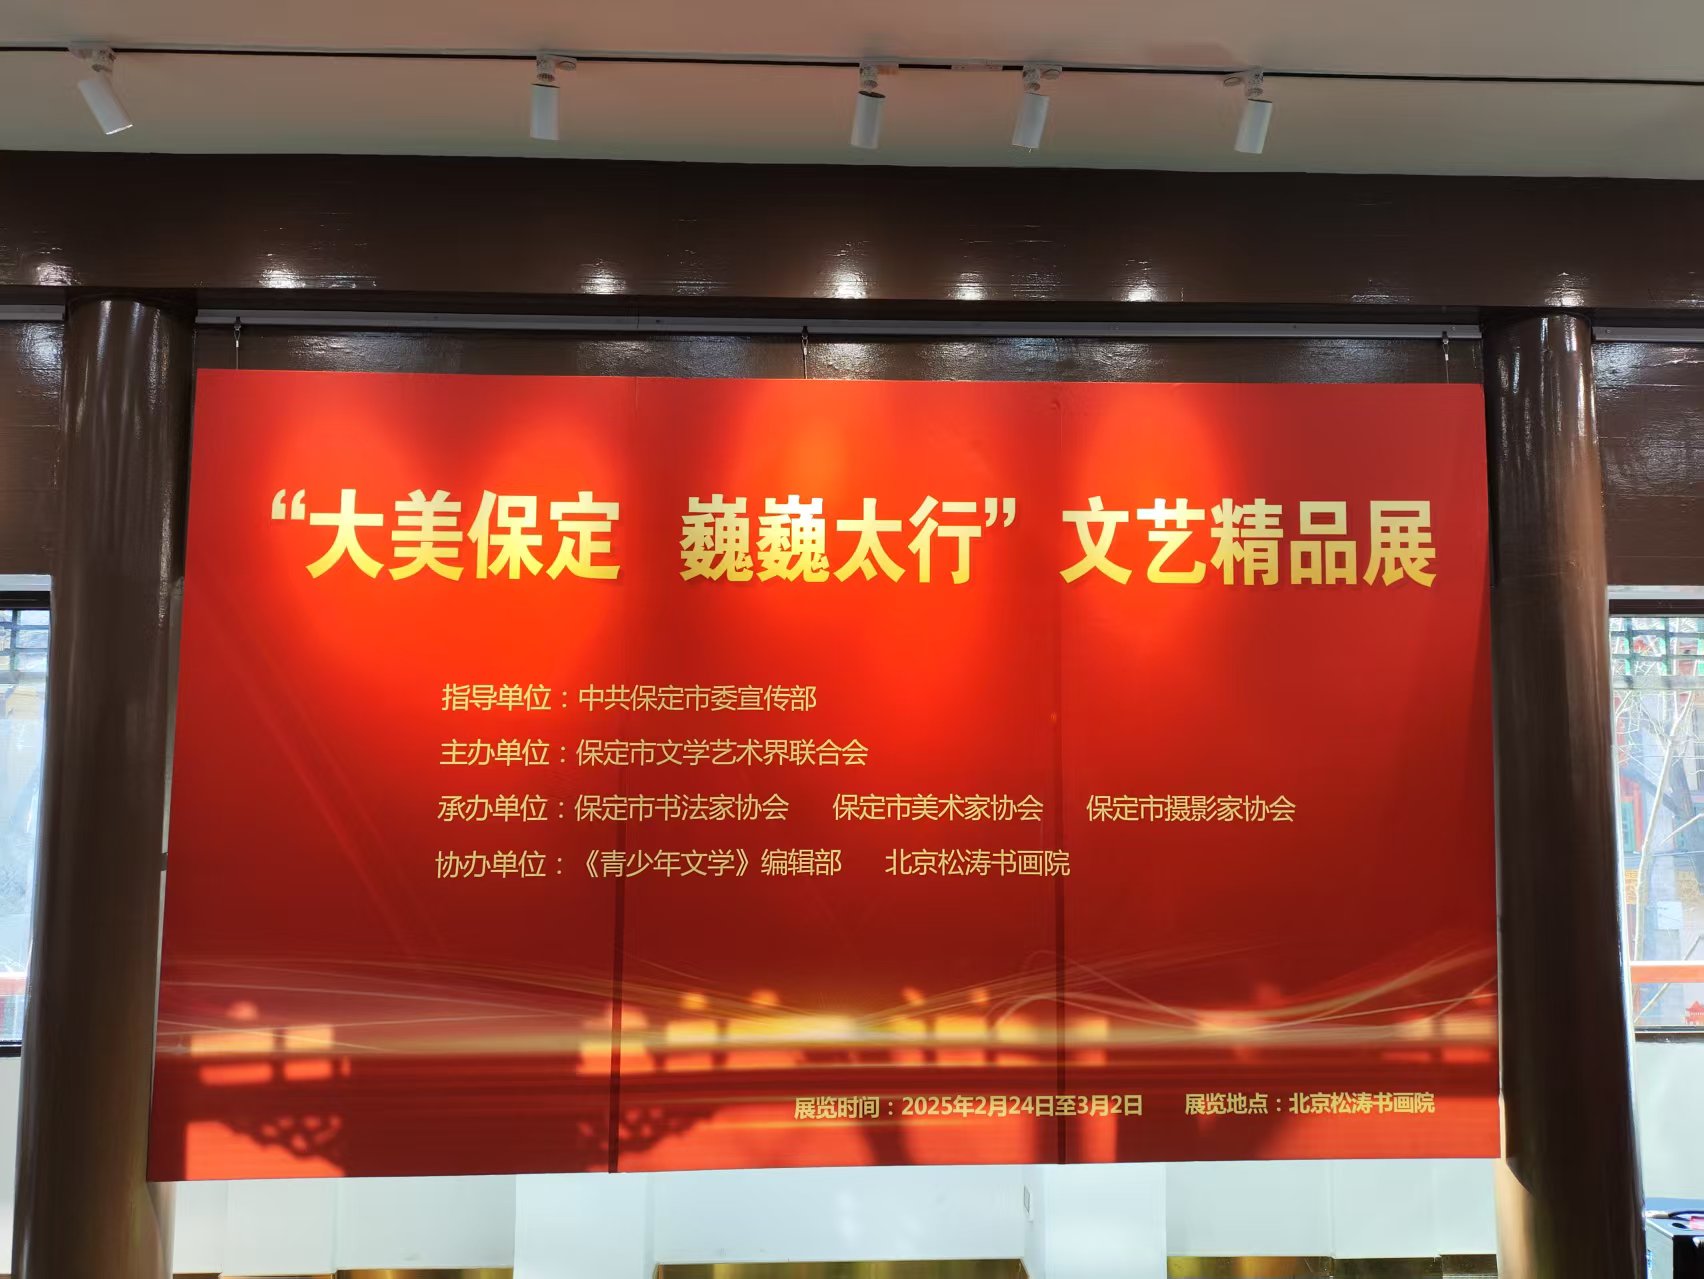 “大美保定 巍巍太行” 文艺精品展
指导单位：中共保定市委宣传部
主办单位：保定市文学艺术界联合会
承办单位：保定市书法家协会 保定市美术家协会 保定市摄影家协会
协办单位：《青少年文学》编辑部 北京松涛书画院
展览时间：2025年2月24日至3月2日 展览地点：北京松涛书画院